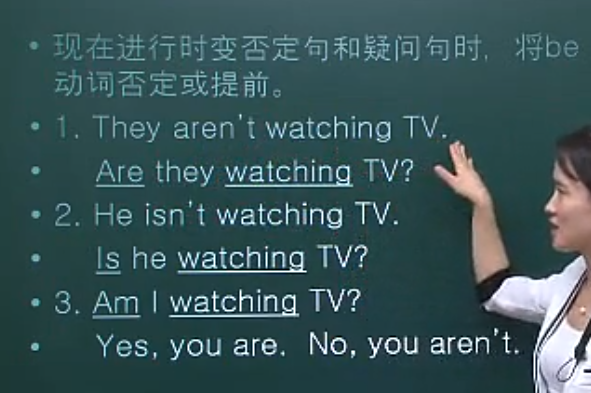 现在进行时变否定句和疑问句时, 将be
动词否定或提前。
1. They aren't watching TV.
Are they watching TV?
2. He isn't watching TV.
Is he watching TV?
3. Am I watching TV?
Yes, you are. No, you aren't.